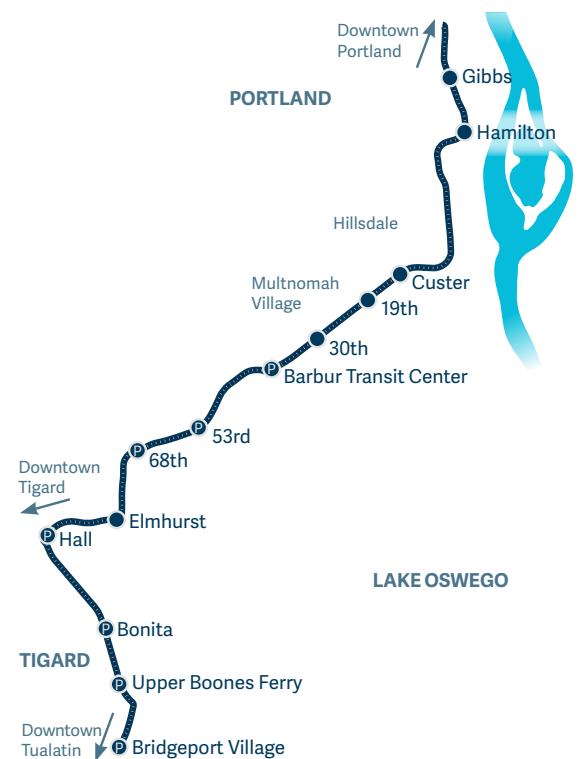 Downtown
Portland
Gibbs
PORTLAND
Hamilton
Hillsdale
Custer
Multnomah
Village
19th
30th
Barbur Transit Center
P
53rd
P
68th
P
Downtown
Tigard
Elmhurst
P
Hall
LAKE OSWEGO
P
Bonita
TIGARD
P
Upper Boones Ferry
Downtown
Tualatin
P
Bridgeport Village